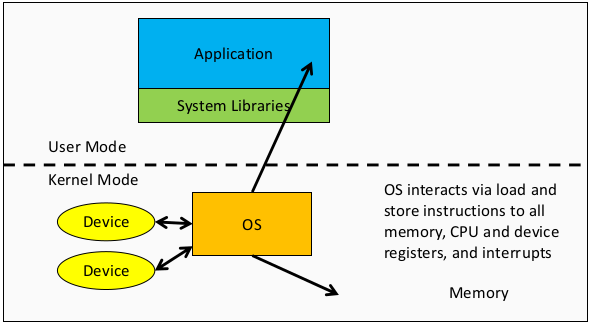 Application
System Libraries
User Mode
Kernel Mode
Device
Device
OS
OS interacts via load and
store instructions to all
memory, CPU and device
registers, and interrupts
Memory